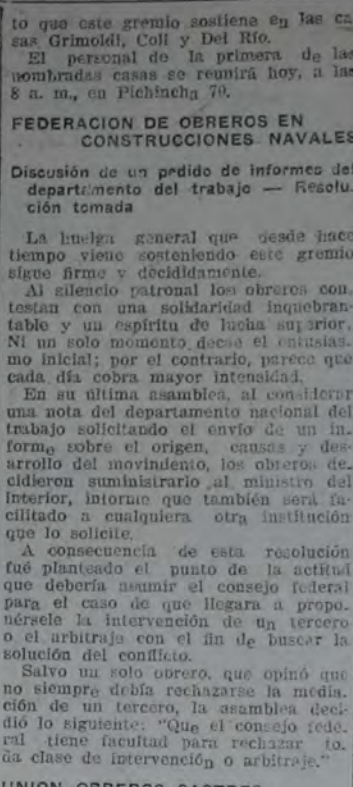 to que este gremio sostiene en las ca
sas Grimoldi, Coll y Del Río.
El personal de la primera de las
nombradas casas se reunirá hoy, a las
8 a. m., en Pichincha 70.
FEDERACION DE OBREROS EN
CONSTRUCCIONES NAVALES
Discusión de un pedido de informes del
departamento del trabajo — Resolu
ción tomada
La huelga general que desde hace
tiempo viene sosteniendo este gremio
sigue firme y decididamente.
Al silencio patronal los obreros con
testan con una solidaridad inquebran-
table y un espíritu de lucha superior.
Ni un solo momento decae el entusias-
mo inicial; por el contrario, parece que
cada día cobra mayor intensidad.
En su última asamblea, al considerar
una nota del departamento nacional del
trabajo solicitando el envío de un in-
forme sobre el origen, causas y des-
arrollo del movimiento, los obreros de-
cidieron suministrarlo al ministro del
interior, informe que también será fa-
cilitado a cualquiera otra institución
que lo solicite.
A consecuencia de esta resolución
fué planteado el punto de la actitud
que debería asumir el consejo federal
para el caso de que llegara a propo-
nérsele la intervención de un tercero
o el arbitraje con el fin de buscar la
solución del conflicto.
Salvo un solo obrero, que opinó que
no siempre debía rechazarse la media-
ción de un tercero, la asamblea deci-
dió lo siguiente: "Que el consejo fede-
ral tiene facultad para rechazar to-
da clase de intervención o arbitraje."
UNION OBREROS SASTRES